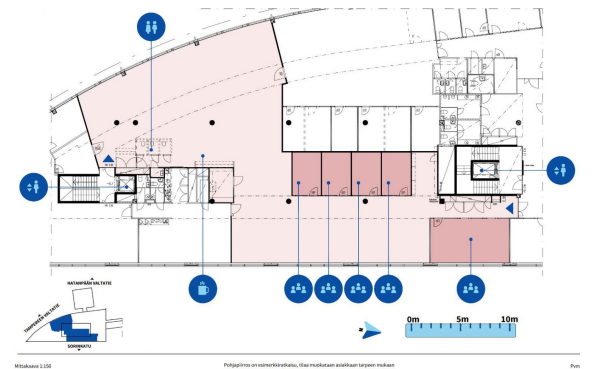 HATANPÄÄN VALTATIE
TAMPEREEN VALTATIE
SORINKATU
N
0m 5m 10m
Mittakaava 1:150
Pohjapiirros on esimerkkiratkaisu, tilaa muokataan asiakkaan tarpeen mukaan
Pvm